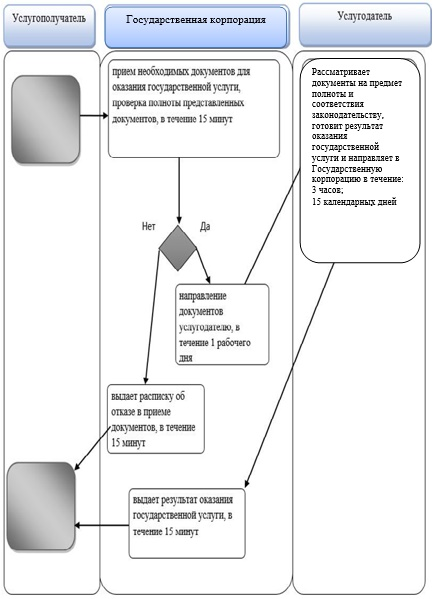 Услугополучатель
Государственная корпорация
Услугодатель
прием необходимых документов для
оказания государственной услуги,
проверка полноты представленных
документов, в течение 15 минут
Рассматривает
документы на предмет
полноты и
соответствия
законодательству,
готовит результат
оказания
государственной
услуги и направляет в
Государственную
корпорацию в течение:
3 часов;
15 календарных дней
Нет
Да
направление
документов
услугодателю, в
течение 1 рабочего
дня
выдает расписку об
отказе в приеме
документов, в течение
15 минут
выдает результат оказания
государственной услуги, в
течение 15 минут